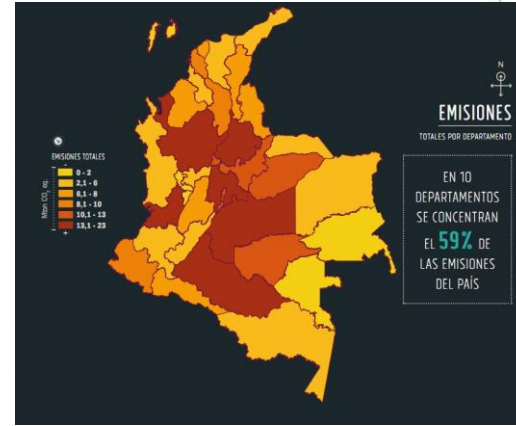 N
EMISIONES
TOTALES POR DEPARTAMENTO
EN 10
DEPARTAMENTOS
SE CONCENTRAN
EL 59% DE
LAS EMISIONES
DEL PAÍS
EMISIONES TOTALES
-
0 - 2
2,1 - 6
6,1 - 8
8,1 - 10
10,1 - 13
13,1 - 23
+
Mton CO2 eq.